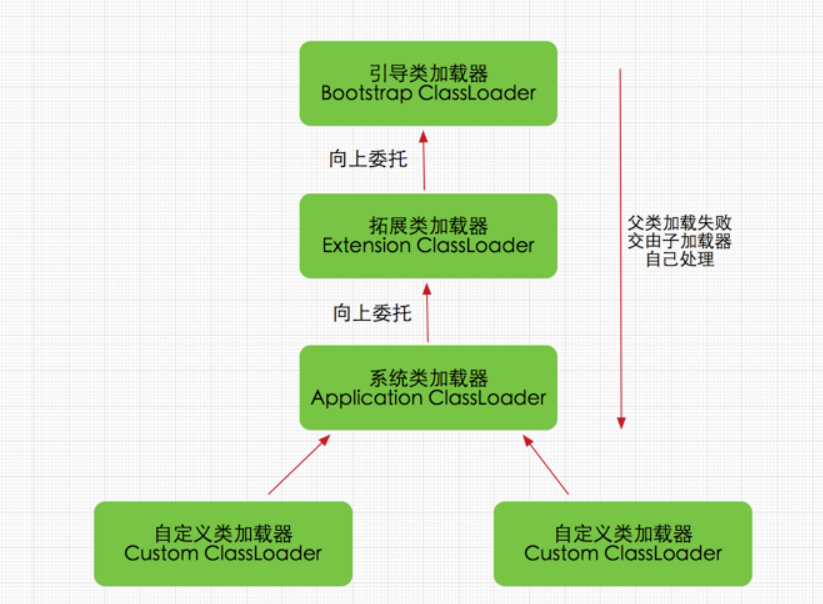 引导类加载器
Bootstrap ClassLoader
向上委托
拓展类加载器
Extension ClassLoader
父类加载失败
交由子加载器
自己处理
向上委托
系统类加载器
Application ClassLoader
自定义类加载器
Custom ClassLoader
自定义类加载器
Custom ClassLoader